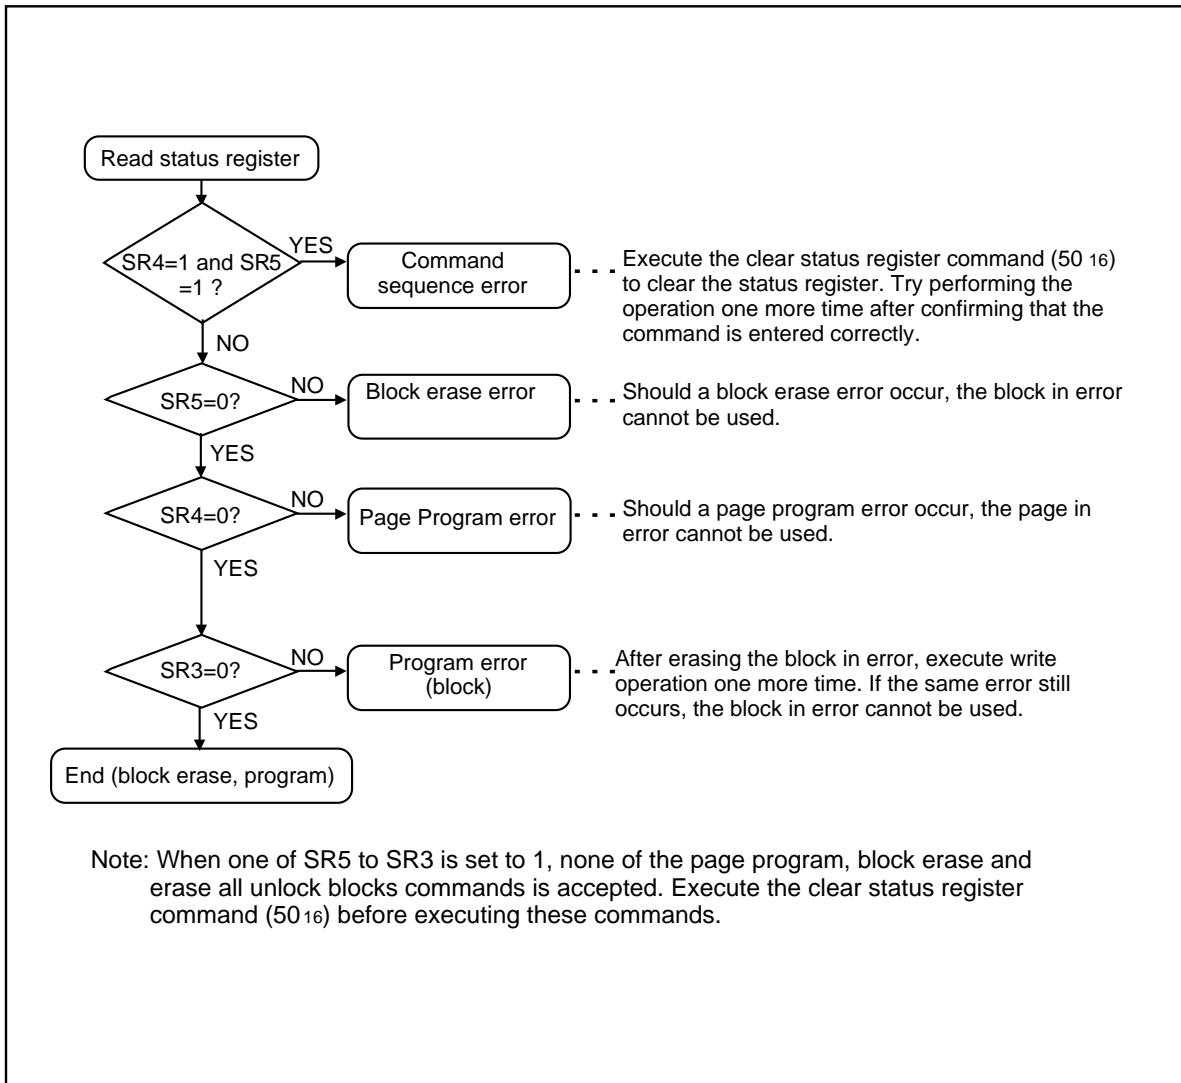 Read status register
SR4=1 and SR5
=1 ?
YES
Command
sequence error
Execute the clear status register command (50 16)
to clear the status register. Try performing the
operation one more time after confirming that the
command is entered correctly.
NO
SR5=0?
NO
Block erase error
Should a block erase error occur, the block in error
cannot be used.
YES
SR4=0?
NO
Page Program error
Should a page program error occur, the page in
error cannot be used.
YES
SR3=0?
NO
Program error
(block)
After erasing the block in error, execute write
operation one more time. If the same error still
occurs, the block in error cannot be used.
YES
End (block erase, program)
Note: When one of SR5 to SR3 is set to 1, none of the page program, block erase and
erase all unlock blocks commands is accepted. Execute the clear status register
command (5016) before executing these commands.